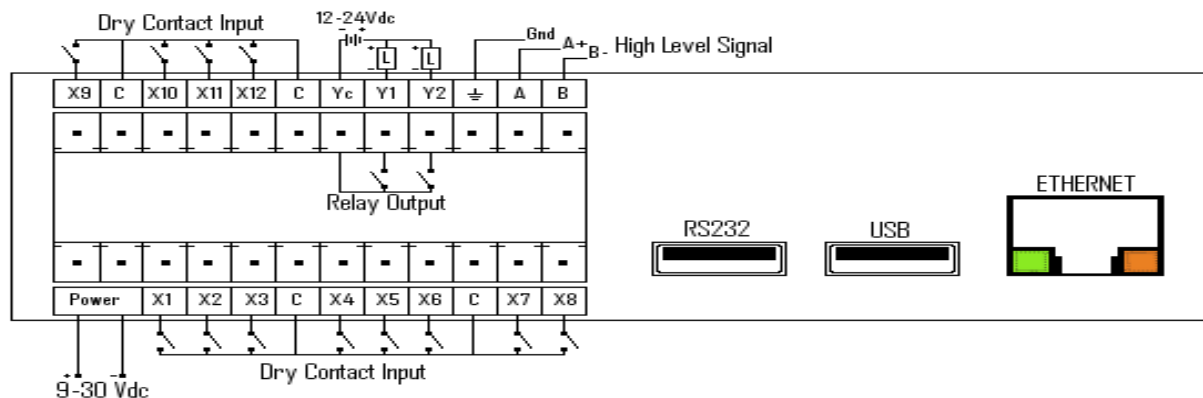 Dry Contact Input
12-24Vdc
- +
+ L -
+ L -
Gnd
A+
B- High Level Signal
X9 C X10 X11 X12 C Yc Y1 Y2 ⏚ A B
Relay Output
RS232
USB
ETHERNET
Power X1 X2 X3 C X4 X5 X6 C X7 X8
Dry Contact Input
+ -
9-30 Vdc